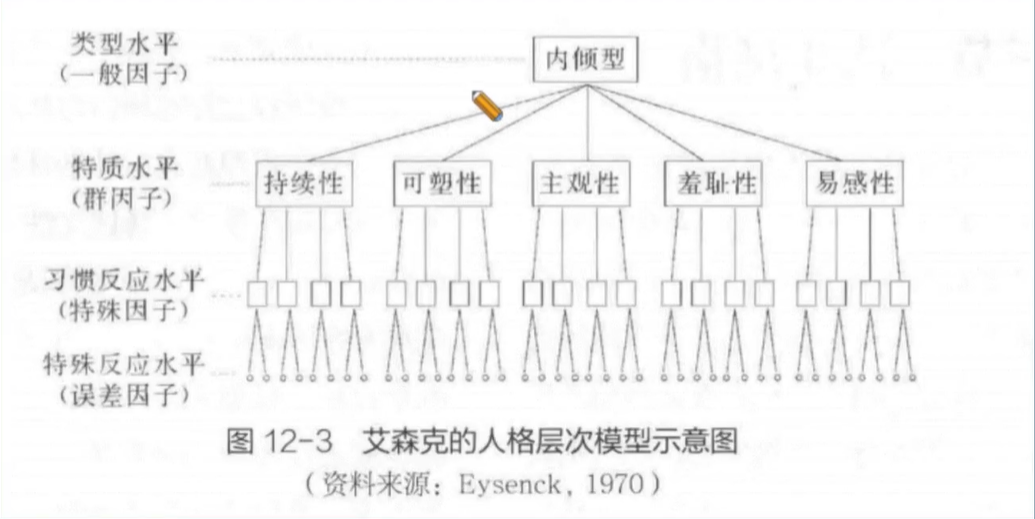 类型水平
(一般因子)
内倾型
特质水平
(群因子)
持续性
可塑性
主观性
羞耻性
易感性
习惯反应水平
(特殊因子)
特殊反应水平
(误差因子)
图 12-3 艾森克的人格层次模型示意图
(资料来源：Eysenck, 1970)